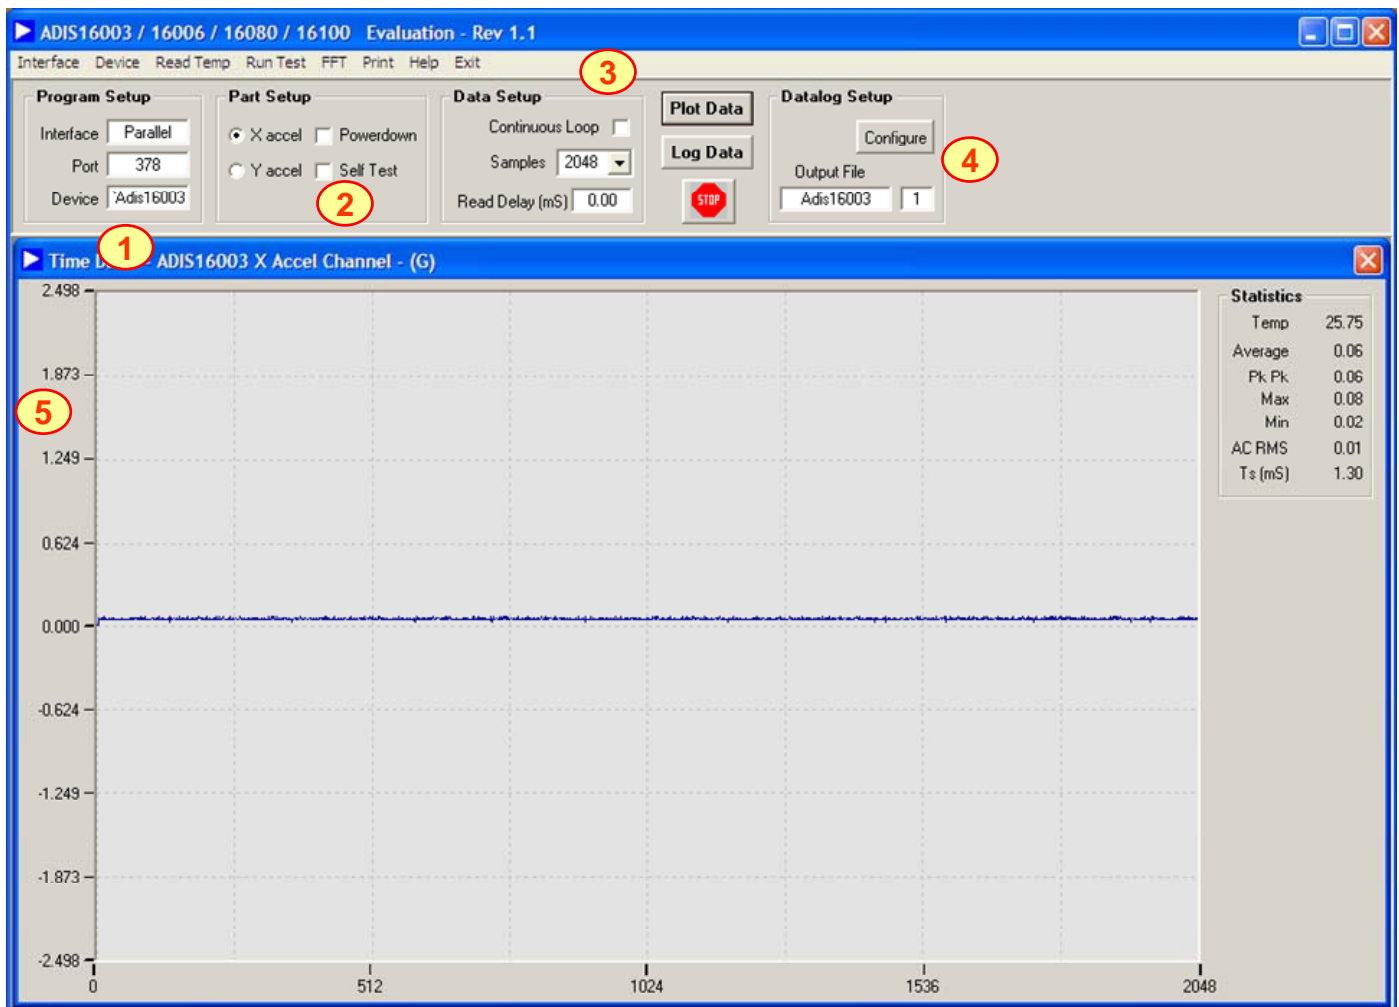 ADIS16003 / 16006 / 16080 / 16100 Evaluation - Rev 1.1
Interface Device Read Temp Run Test FFT Print Help Exit
3
Program Setup
Interface Parallel
Port 378
Device `Adis16003
1
Part Setup
X accel Powerdown
Y accel Self Test
2
Data Setup
Continuous Loop
Samples 2048
Read Delay (mS) 0.00
Plot Data
Log Data
STOP
Datalog Setup
Configure
Output File
Adis16003 1
4
Time ADIS16003 X Accel Channel - (G)
2.498
1.873
5
1.249
0.624
0.000
-0.624
-1.249
-1.873
-2.498
0 512 1024 1536 2048
Statistics
Temp 25.75
Average 0.06
Pk Pk 0.06
Max 0.08
Min 0.02
AC RMS 0.01
Ts (mS) 1.30